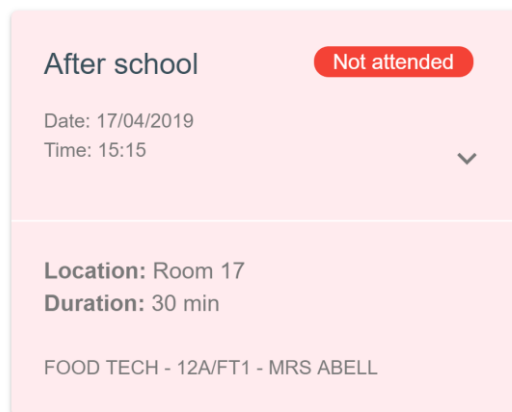 After school
Not attended
Date: 17/04/2019
Time: 15:15
Location: Room 17
Duration: 30 min
FOOD TECH - 12A/FT1 - MRS ABELL